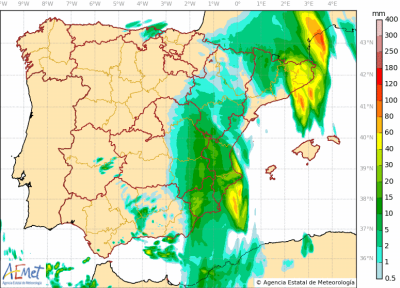 9°W 8°W 7°W 6°W 5°W 4°W 3°W 2°W 1°W 0° 1°E 2°E 3°E 4°E
mm
400
300
250
180
120
100
80
60
40
30
20
15
10
5
2
1
0.5
43°N
42°N
41°N
40°N
39°N
38°N
37°N
36°N
AEMet
Agencia Estatal de Meteorología
© Agencia Estatal de Meteorología